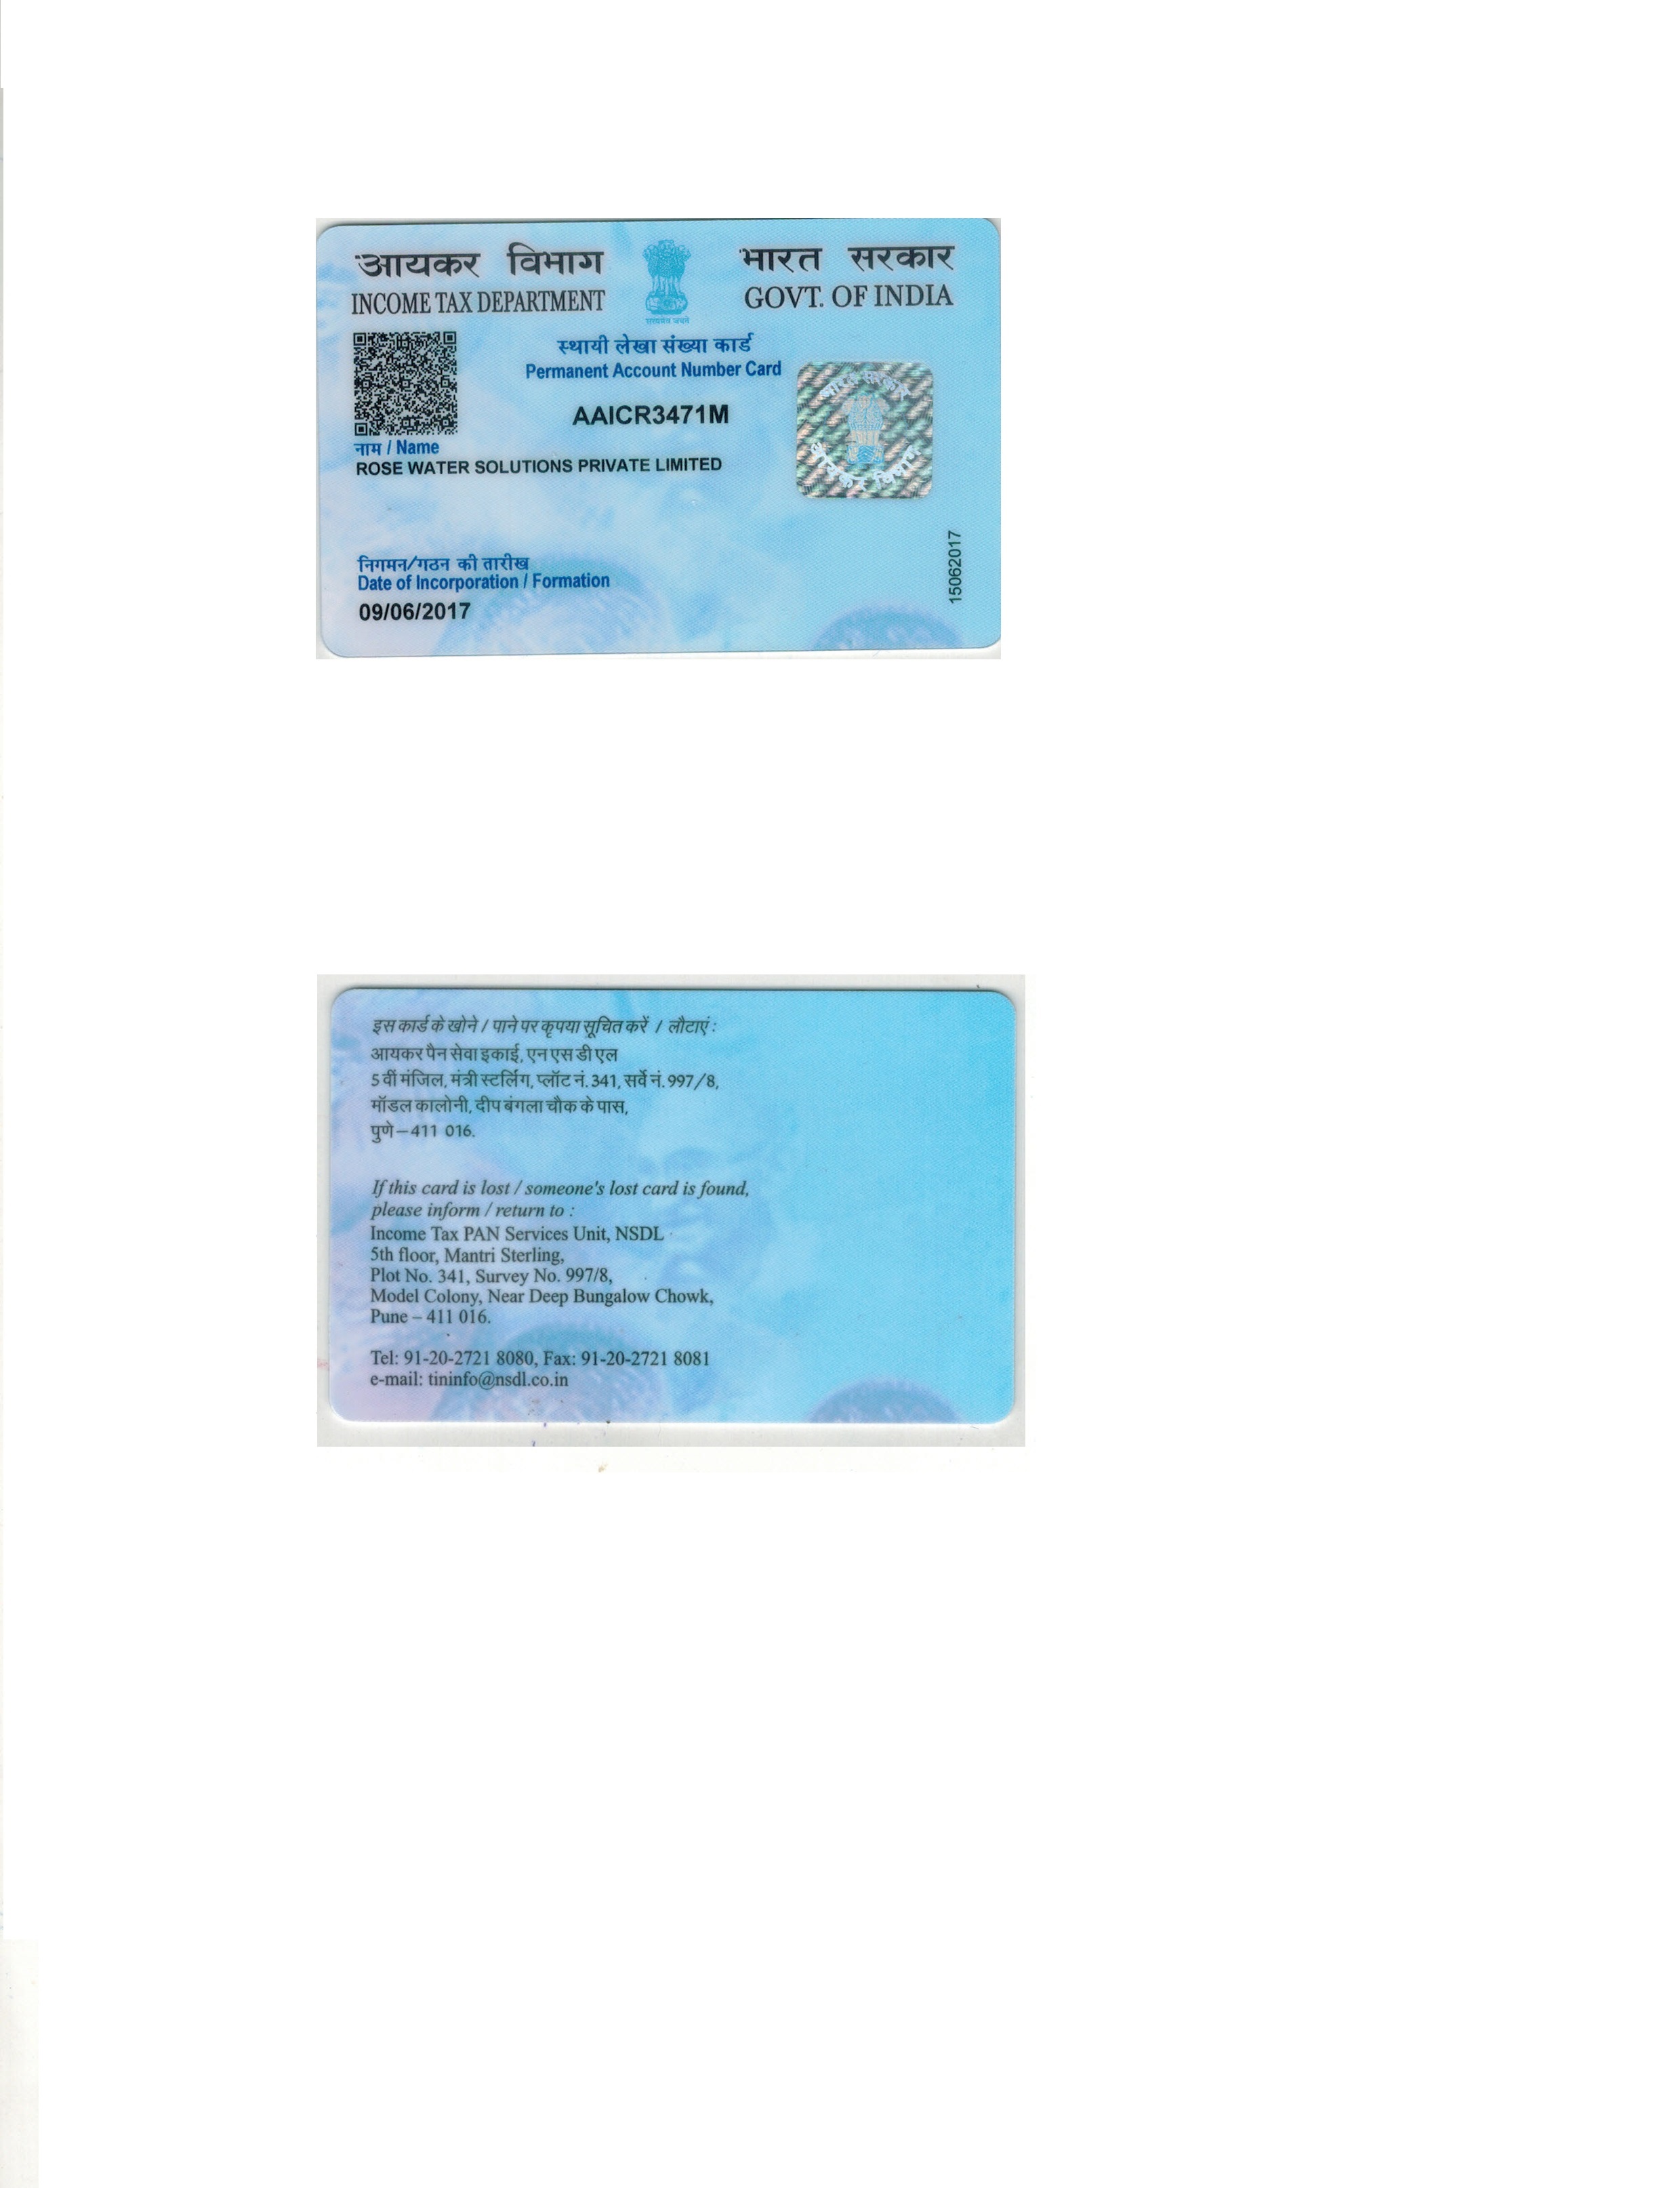 आयकर विभाग
INCOME TAX DEPARTMENT
सत्यमेव जयते
भारत सरकार
GOVT. OF INDIA
स्थायी लेखा संख्या कार्ड
Permanent Account Number Card
AAICR3471M
भारत सरकार
आयकर विभाग
नाम / Name
ROSE WATER SOLUTIONS PRIVATE LIMITED
निगमन/गठन की तारीख
Date of Incorporation / Formation
09/06/2017
15062017
इस कार्ड के खोने / पाने पर कृपया सूचित करें / लौटाएं :
आयकर पैन सेवा इकाई, एन एस डी एल
5 वीं मंजिल, मंत्री स्टर्लिंग, प्लॉट नं. 341, सर्वे नं. 997/8,
मॉडल कालोनी, दीप बंगला चौक के पास,
पुणे – 411 016.
If this card is lost / someone's lost card is found,
please inform / return to :
Income Tax PAN Services Unit, NSDL
5th floor, Mantri Sterling,
Plot No. 341, Survey No. 997/8,
Model Colony, Near Deep Bungalow Chowk,
Pune – 411 016.
Tel: 91-20-2721 8080, Fax: 91-20-2721 8081
e-mail: tininfo@nsdl.co.in